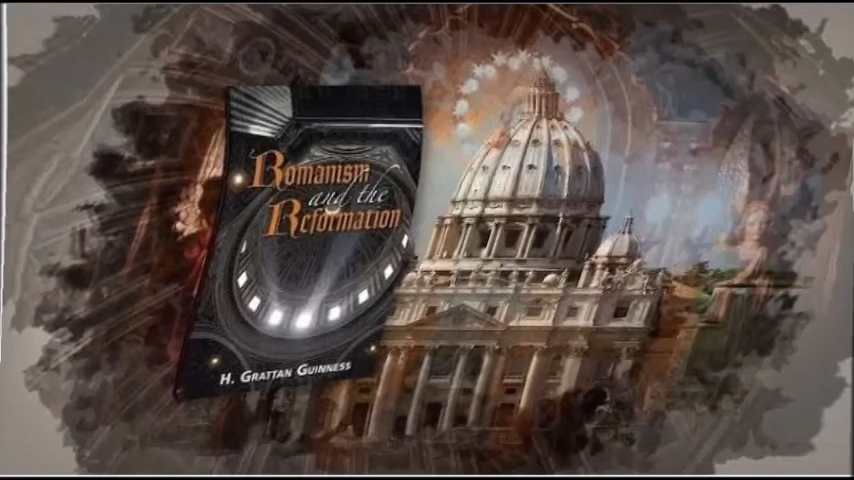 Romanism
and the
Reformation
H. GRATTAN GUINNESS